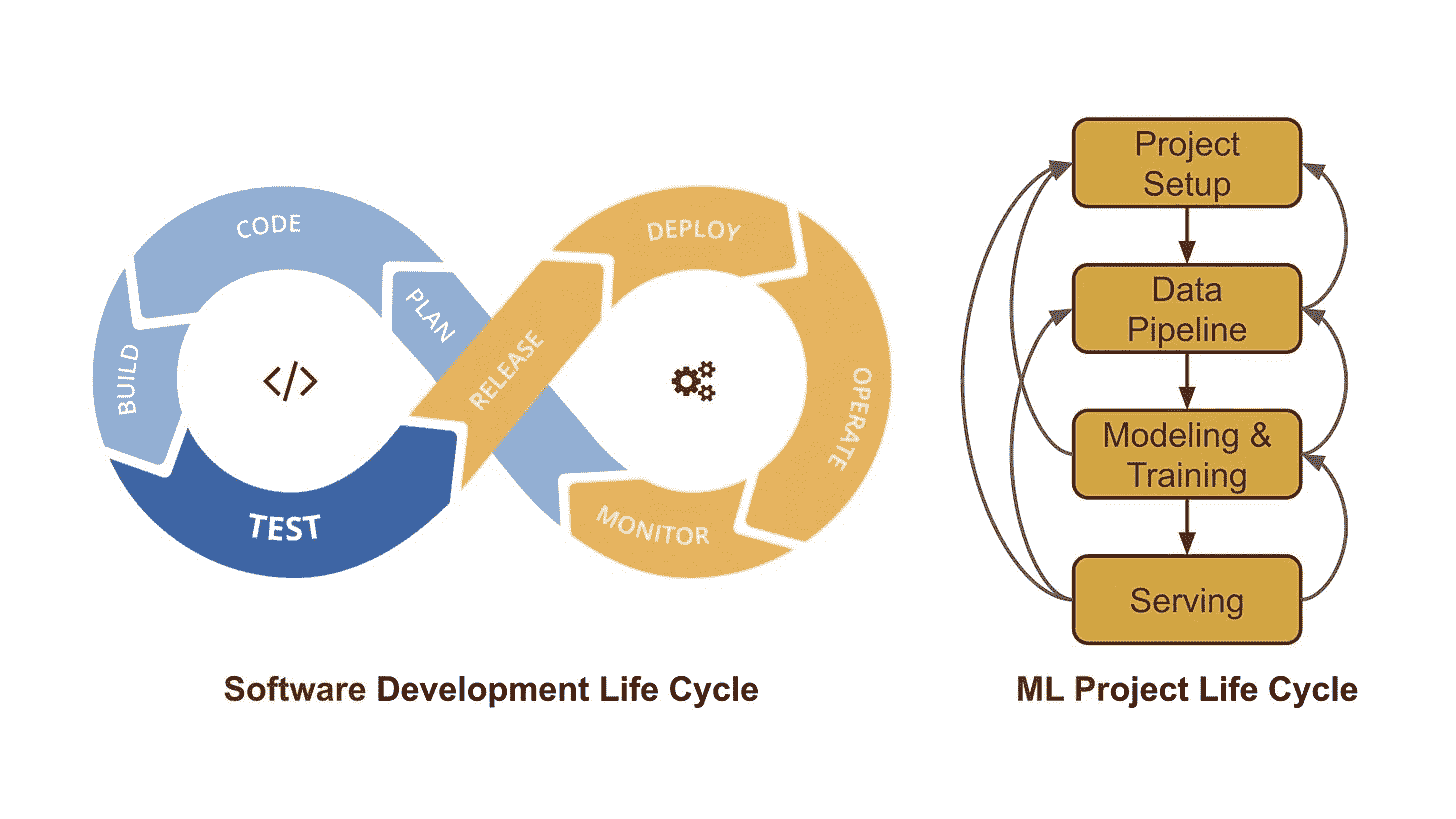 CODE
PLAN
BUILD
</>
TEST
RELEASE
DEPLOY
OPERATE
MONITOR
Software Development Life Cycle
Project
Setup
Data
Pipeline
Modeling &
Training
Serving
ML Project Life Cycle